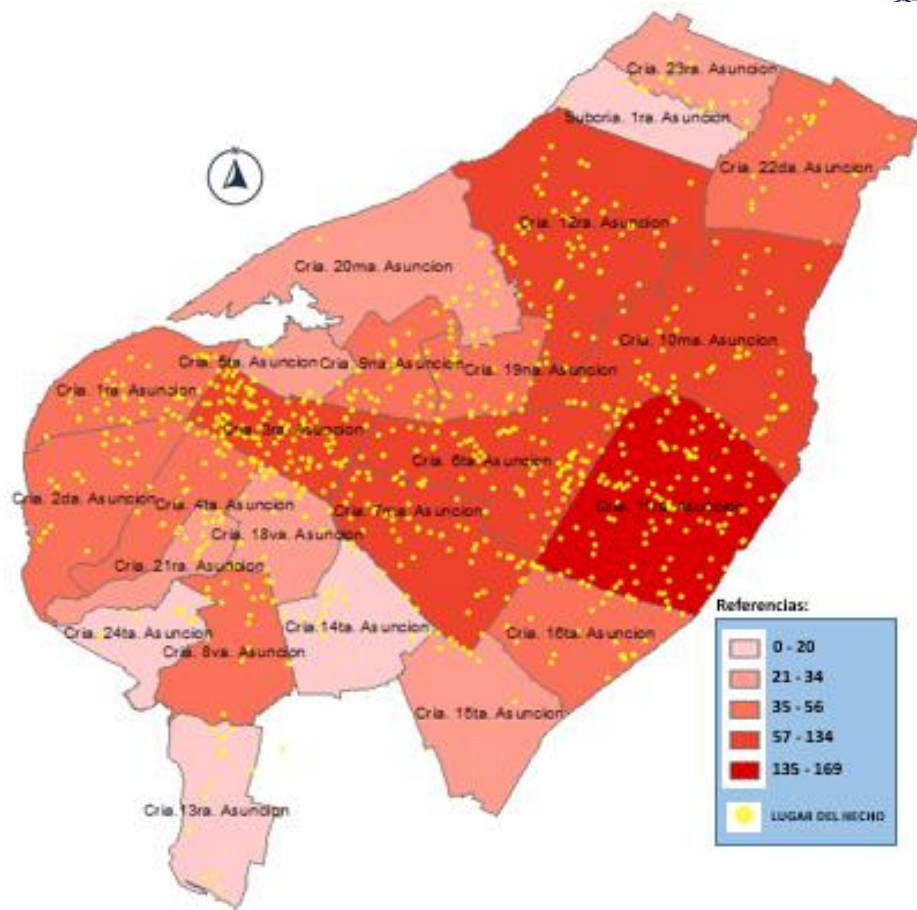 Cria. 23ra. Asuncion
Subcria. 1ra. Asuncion
Cria. 22da. Asuncion
Cria. 12ra. Asuncion
Cria. 20ma. Asuncion
Cria. 10ma. Asuncion
Cria. 5ta. Asuncion
Cria. 9na. Asuncion
Cria. 19na. Asuncion
Cria. 1ra. Asuncion
Cria. 3ra. Asuncion
Cria. 6ta. Asuncion
Cria. 2da. Asuncion
Cria. 4ta. Asuncion
Cria. 7ma. Asuncion
Cria. 11ra. Asuncion
Cria. 18va. Asuncion
Cria. 21ra. Asuncion
Cria. 24ta. Asuncion
Cria. 14ta. Asuncion
Cria. 16ta. Asuncion
Cria. 8va. Asuncion
Cria. 15ta. Asuncion
Cria. 13ra. Asuncion
Referencias:
0 - 20
21 - 34
35 - 56
57 - 134
135 - 169
LUGAR DEL HECHO